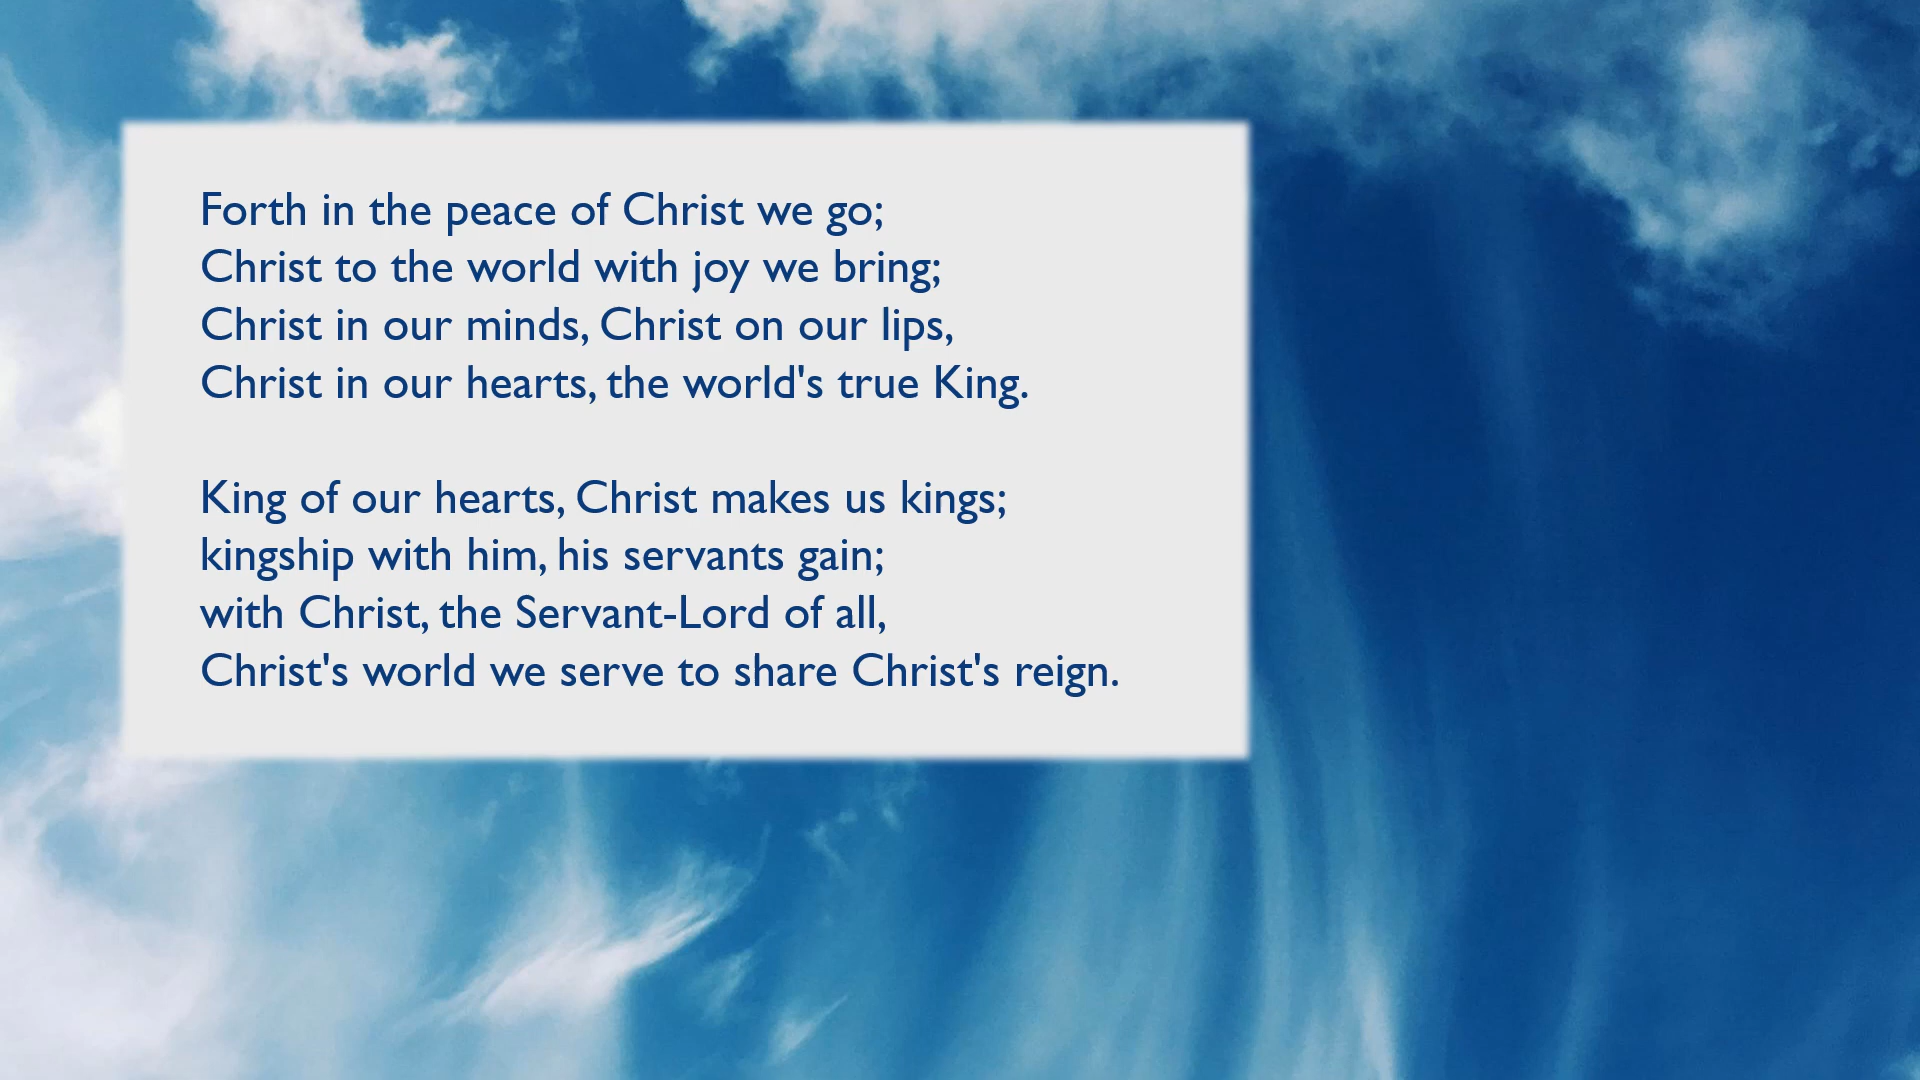 Forth in the peace of Christ we go;
Christ to the world with joy we bring;
Christ in our minds, Christ on our lips,
Christ in our hearts, the world's true King.

King of our hearts, Christ makes us kings;
kingship with him, his servants gain;
with Christ, the Servant-Lord of all,
Christ's world we serve to share Christ's reign.